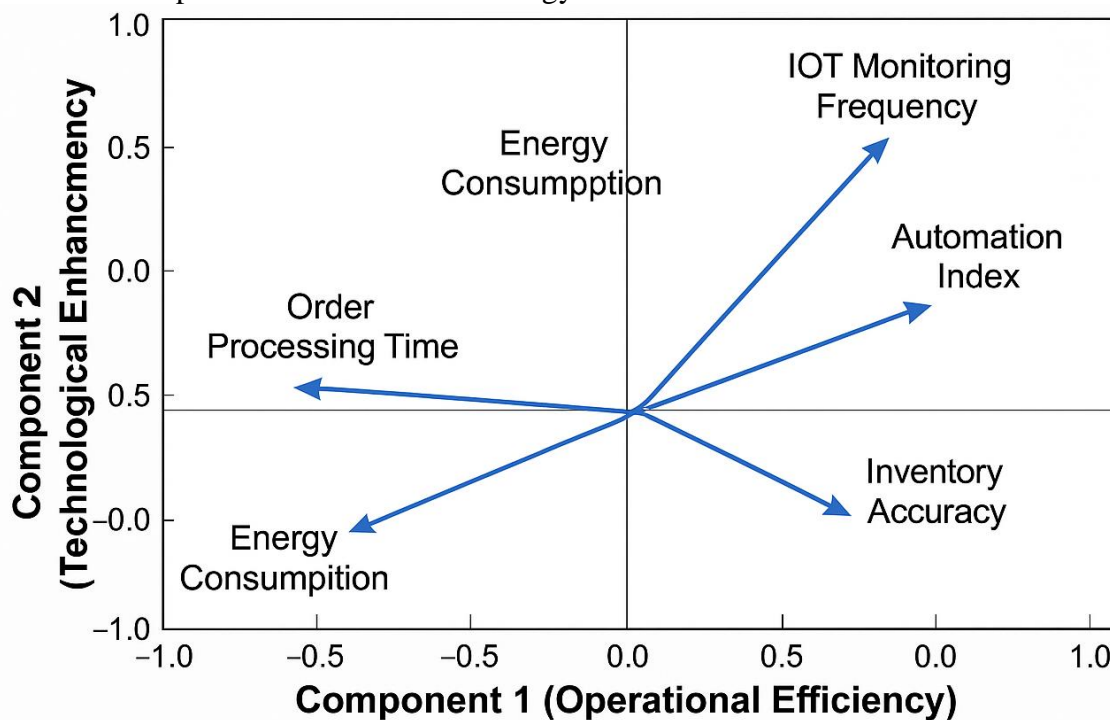 1.0
IOT Monitoring
Frequency
0.5
Energy
Consumpption
Automation
Index
0.0
Order
Processing Time
0.5
Inventory
Accuracy
–0.0
Energy
Consumpition
–1.0
–1.0 –0.5 –0.5 0.0 0.5 0.0 1.0
Component 1 (Operational Efficiency)
Component 2
(Technological Enhancmency)